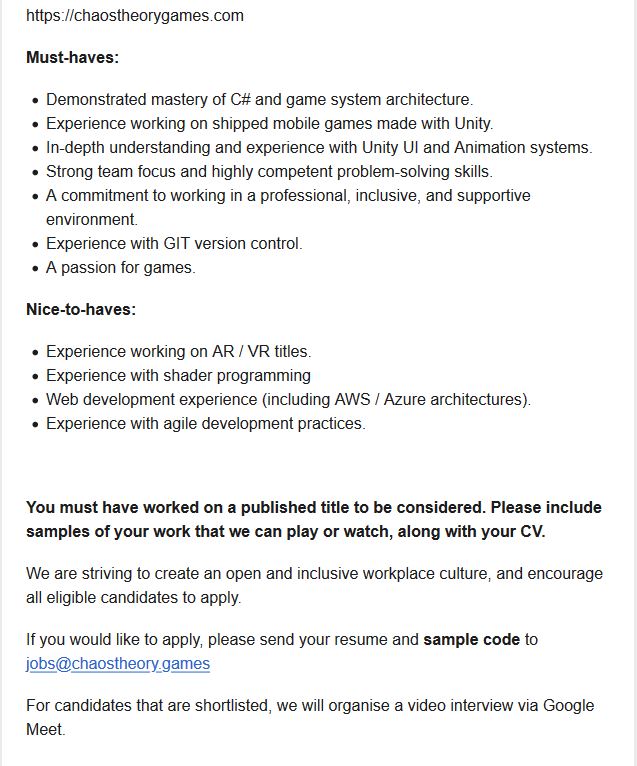 https://chaostheorygames.com
Must-haves:
• Demonstrated mastery of C# and game system architecture.
• Experience working on shipped mobile games made with Unity.
• In-depth understanding and experience with Unity UI and Animation systems.
• Strong team focus and highly competent problem-solving skills.
• A commitment to working in a professional, inclusive, and supportive
environment.
• Experience with GIT version control.
• A passion for games.
Nice-to-haves:
• Experience working on AR / VR titles.
• Experience with shader programming
• Web development experience (including AWS / Azure architectures).
• Experience with agile development practices.
You must have worked on a published title to be considered. Please include
samples of your work that we can play or watch, along with your CV.
We are striving to create an open and inclusive workplace culture, and encourage
all eligible candidates to apply.
If you would like to apply, please send your resume and sample code to
jobs@chaostheory.games
For candidates that are shortlisted, we will organise a video interview via Google
Meet.